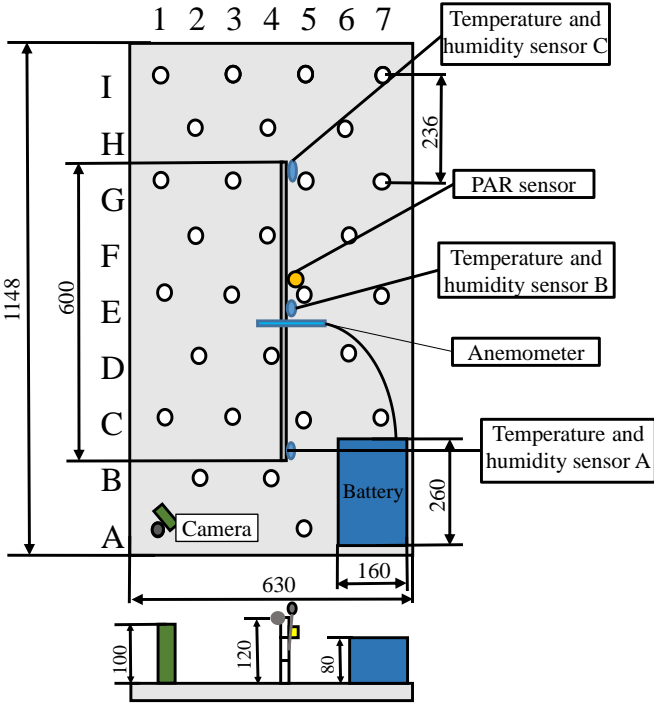 1 2 3 4 5 6 7
Temperature and
humidity sensor C
I
H
236
G
PAR sensor
F
Temperature and
humidity sensor B
1148
600
E
Anemometer
D
C
Temperature and
humidity sensor A
B
Battery
260
A
Camera
160
630
100
120
80